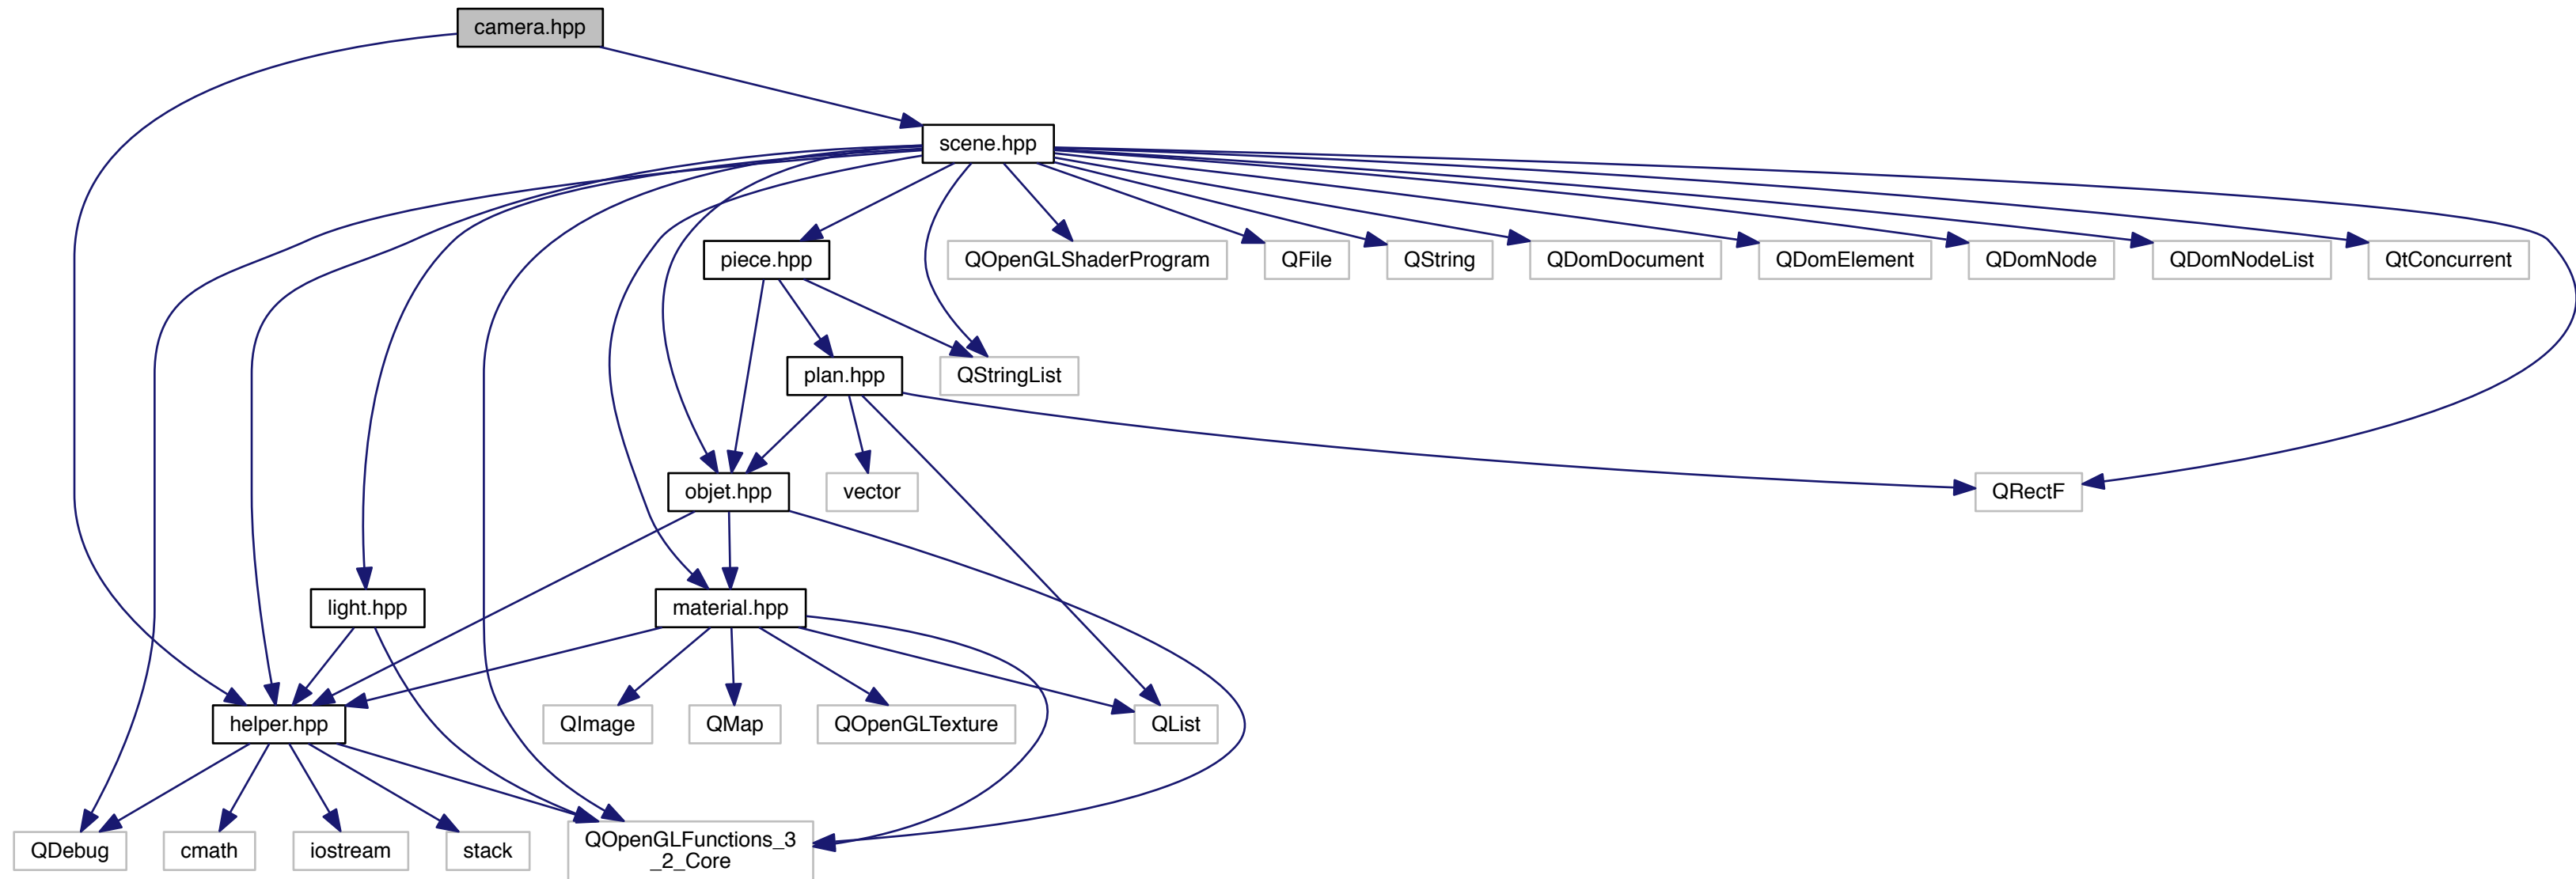 camera.hpp
scene.hpp
piece.hpp
QOpenGLShaderProgram
QFile
QString
QDomDocument
QDomElement
QDomNode
QDomNodeList
QtConcurrent
plan.hpp
QStringList
objet.hpp
vector
QRectF
light.hpp
material.hpp
helper.hpp
QImage
QMap
QOpenGLTexture
QList
QDebug
cmath
iostream
stack
QOpenGLFunctions_3
_2_Core